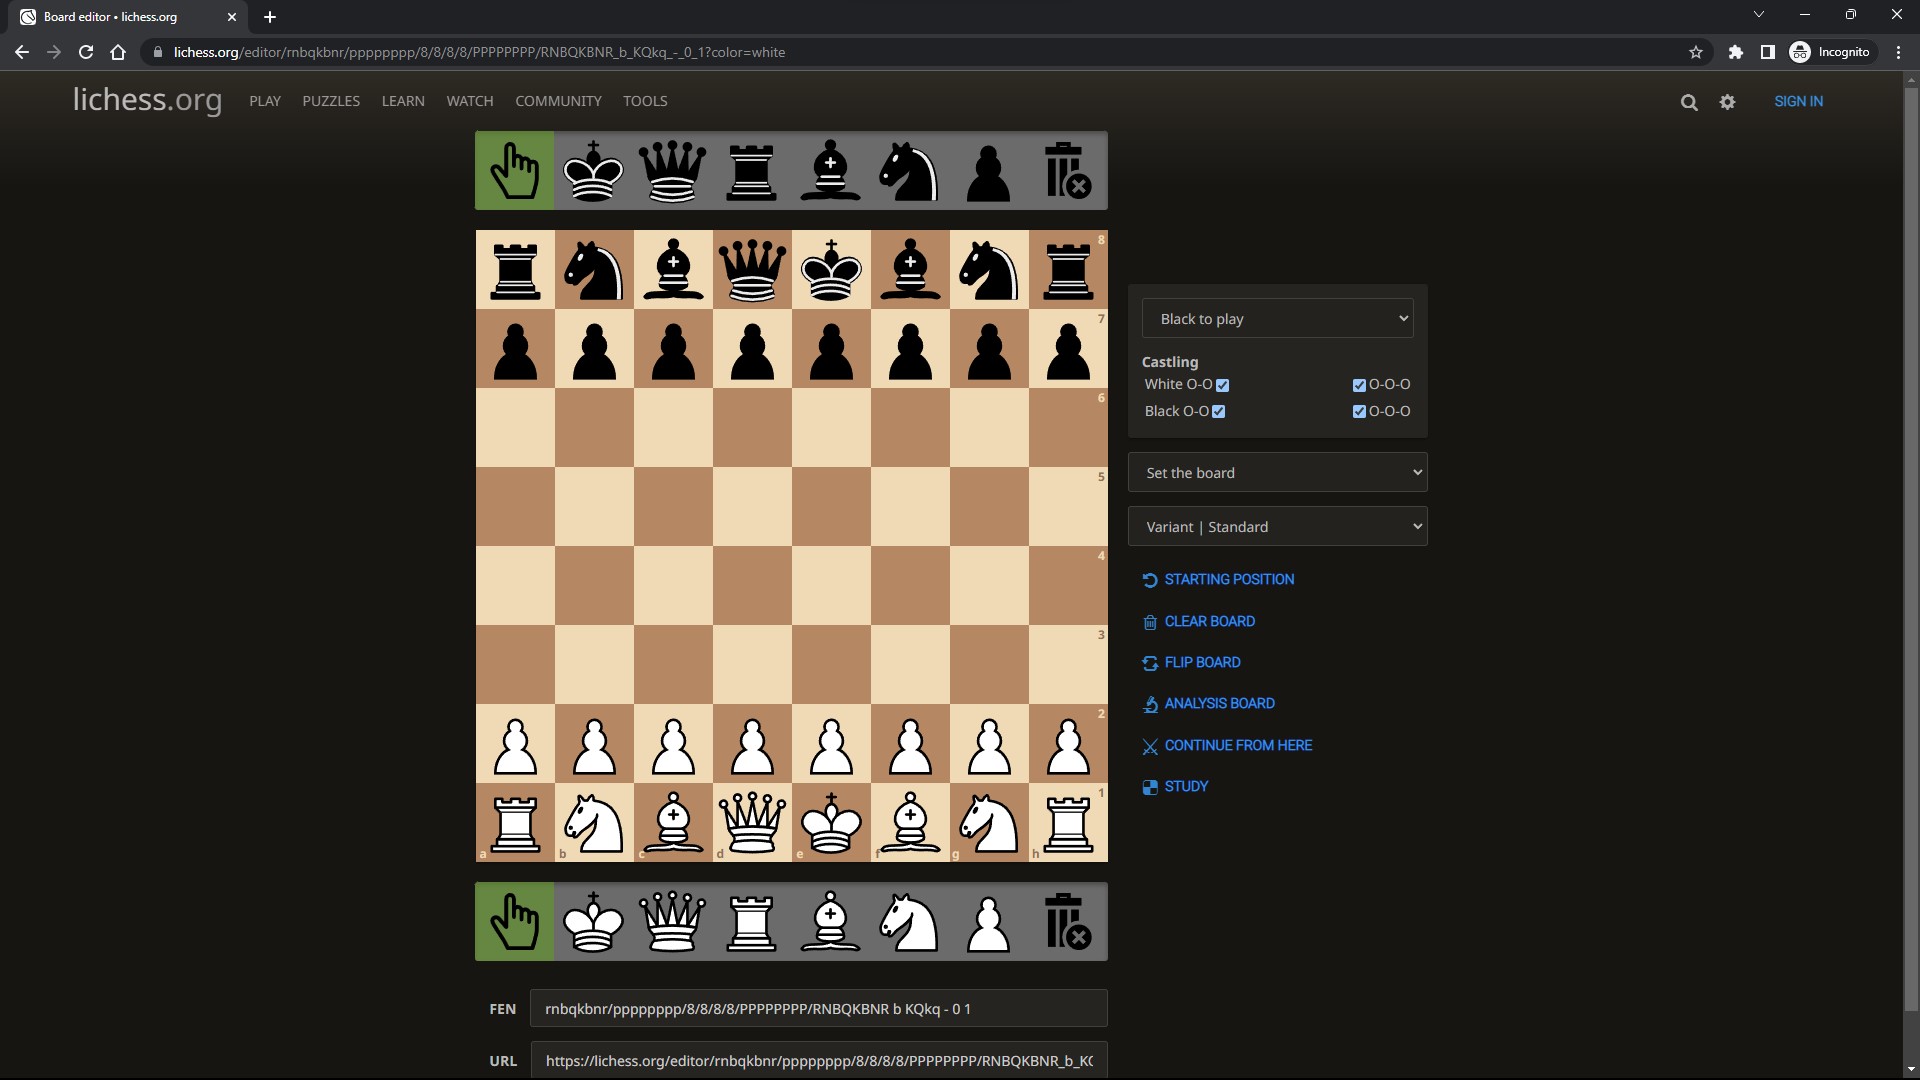 Board editor • lichess.org
lichess.org/editor/rnbqkbnr/pppppppp/8/8/8/8/PPPPPPPP/RNBQKBNR_b_KQkq_-_0_1?color=white
Incognito
lichess.org
PLAY
PUZZLES
LEARN
WATCH
COMMUNITY
TOOLS
SIGN IN
8
7
6
5
4
3
2
1
a b c d e f g h
Black to play
Castling
White O-O O-O-O
Black O-O O-O-O
Set the board
Variant | Standard
STARTING POSITION
CLEAR BOARD
FLIP BOARD
ANALYSIS BOARD
CONTINUE FROM HERE
STUDY
FEN rnbqkbnr/pppppppp/8/8/8/8/PPPPPPPP/RNBQKBNR b KQkq - 0 1
URL https://lichess.org/editor/rnbqkbnr/pppppppp/8/8/8/8/PPPPPPPP/RNBQKBNR_b_K